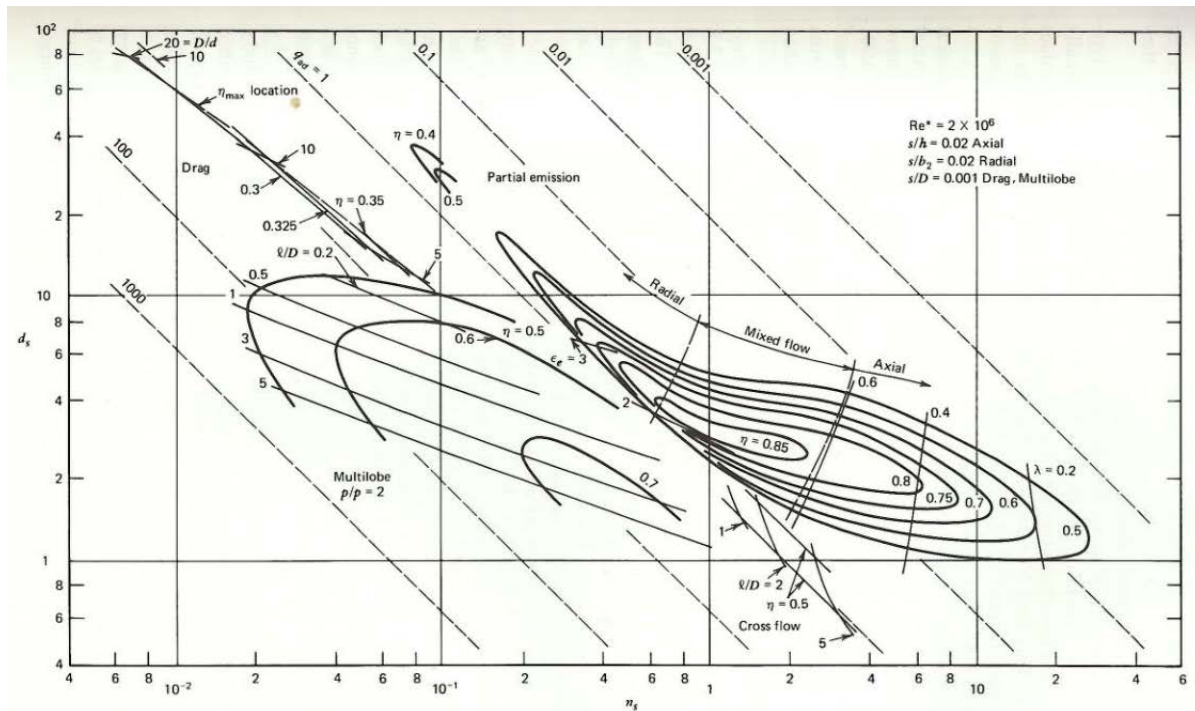 10²
8
6
4
2
10
8
6
4
2
1
8
6
4
dₛ
20 = D/d
10
η_max location
10
Drag
0.3
0.325
η = 0.35
5
q_ad = 1
0.1
0.01
0.001
100
1000
η = 0.4
0.5
Partial emission
Re* = 2 × 10⁶
s/h = 0.02 Axial
s/b₂ = 0.02 Radial
s/D = 0.001 Drag, Multilobe
ℓ/D = 0.2
0.5
1
3
5
η = 0.5
0.6
0.7
Multilobe
p/p = 2
Radial
Mixed flow
Axial
ϵₑ = 3
2
0.6
0.4
λ = 0.2
η = 0.85
0.8
0.75
0.7
0.6
0.5
1
ℓ/D = 2
η = 0.5
Cross flow
5
4
6
8
10⁻²
2
4
6
8
10⁻¹
2
4
6
8
1
2
4
6
8
10
2
4
6
nₛ